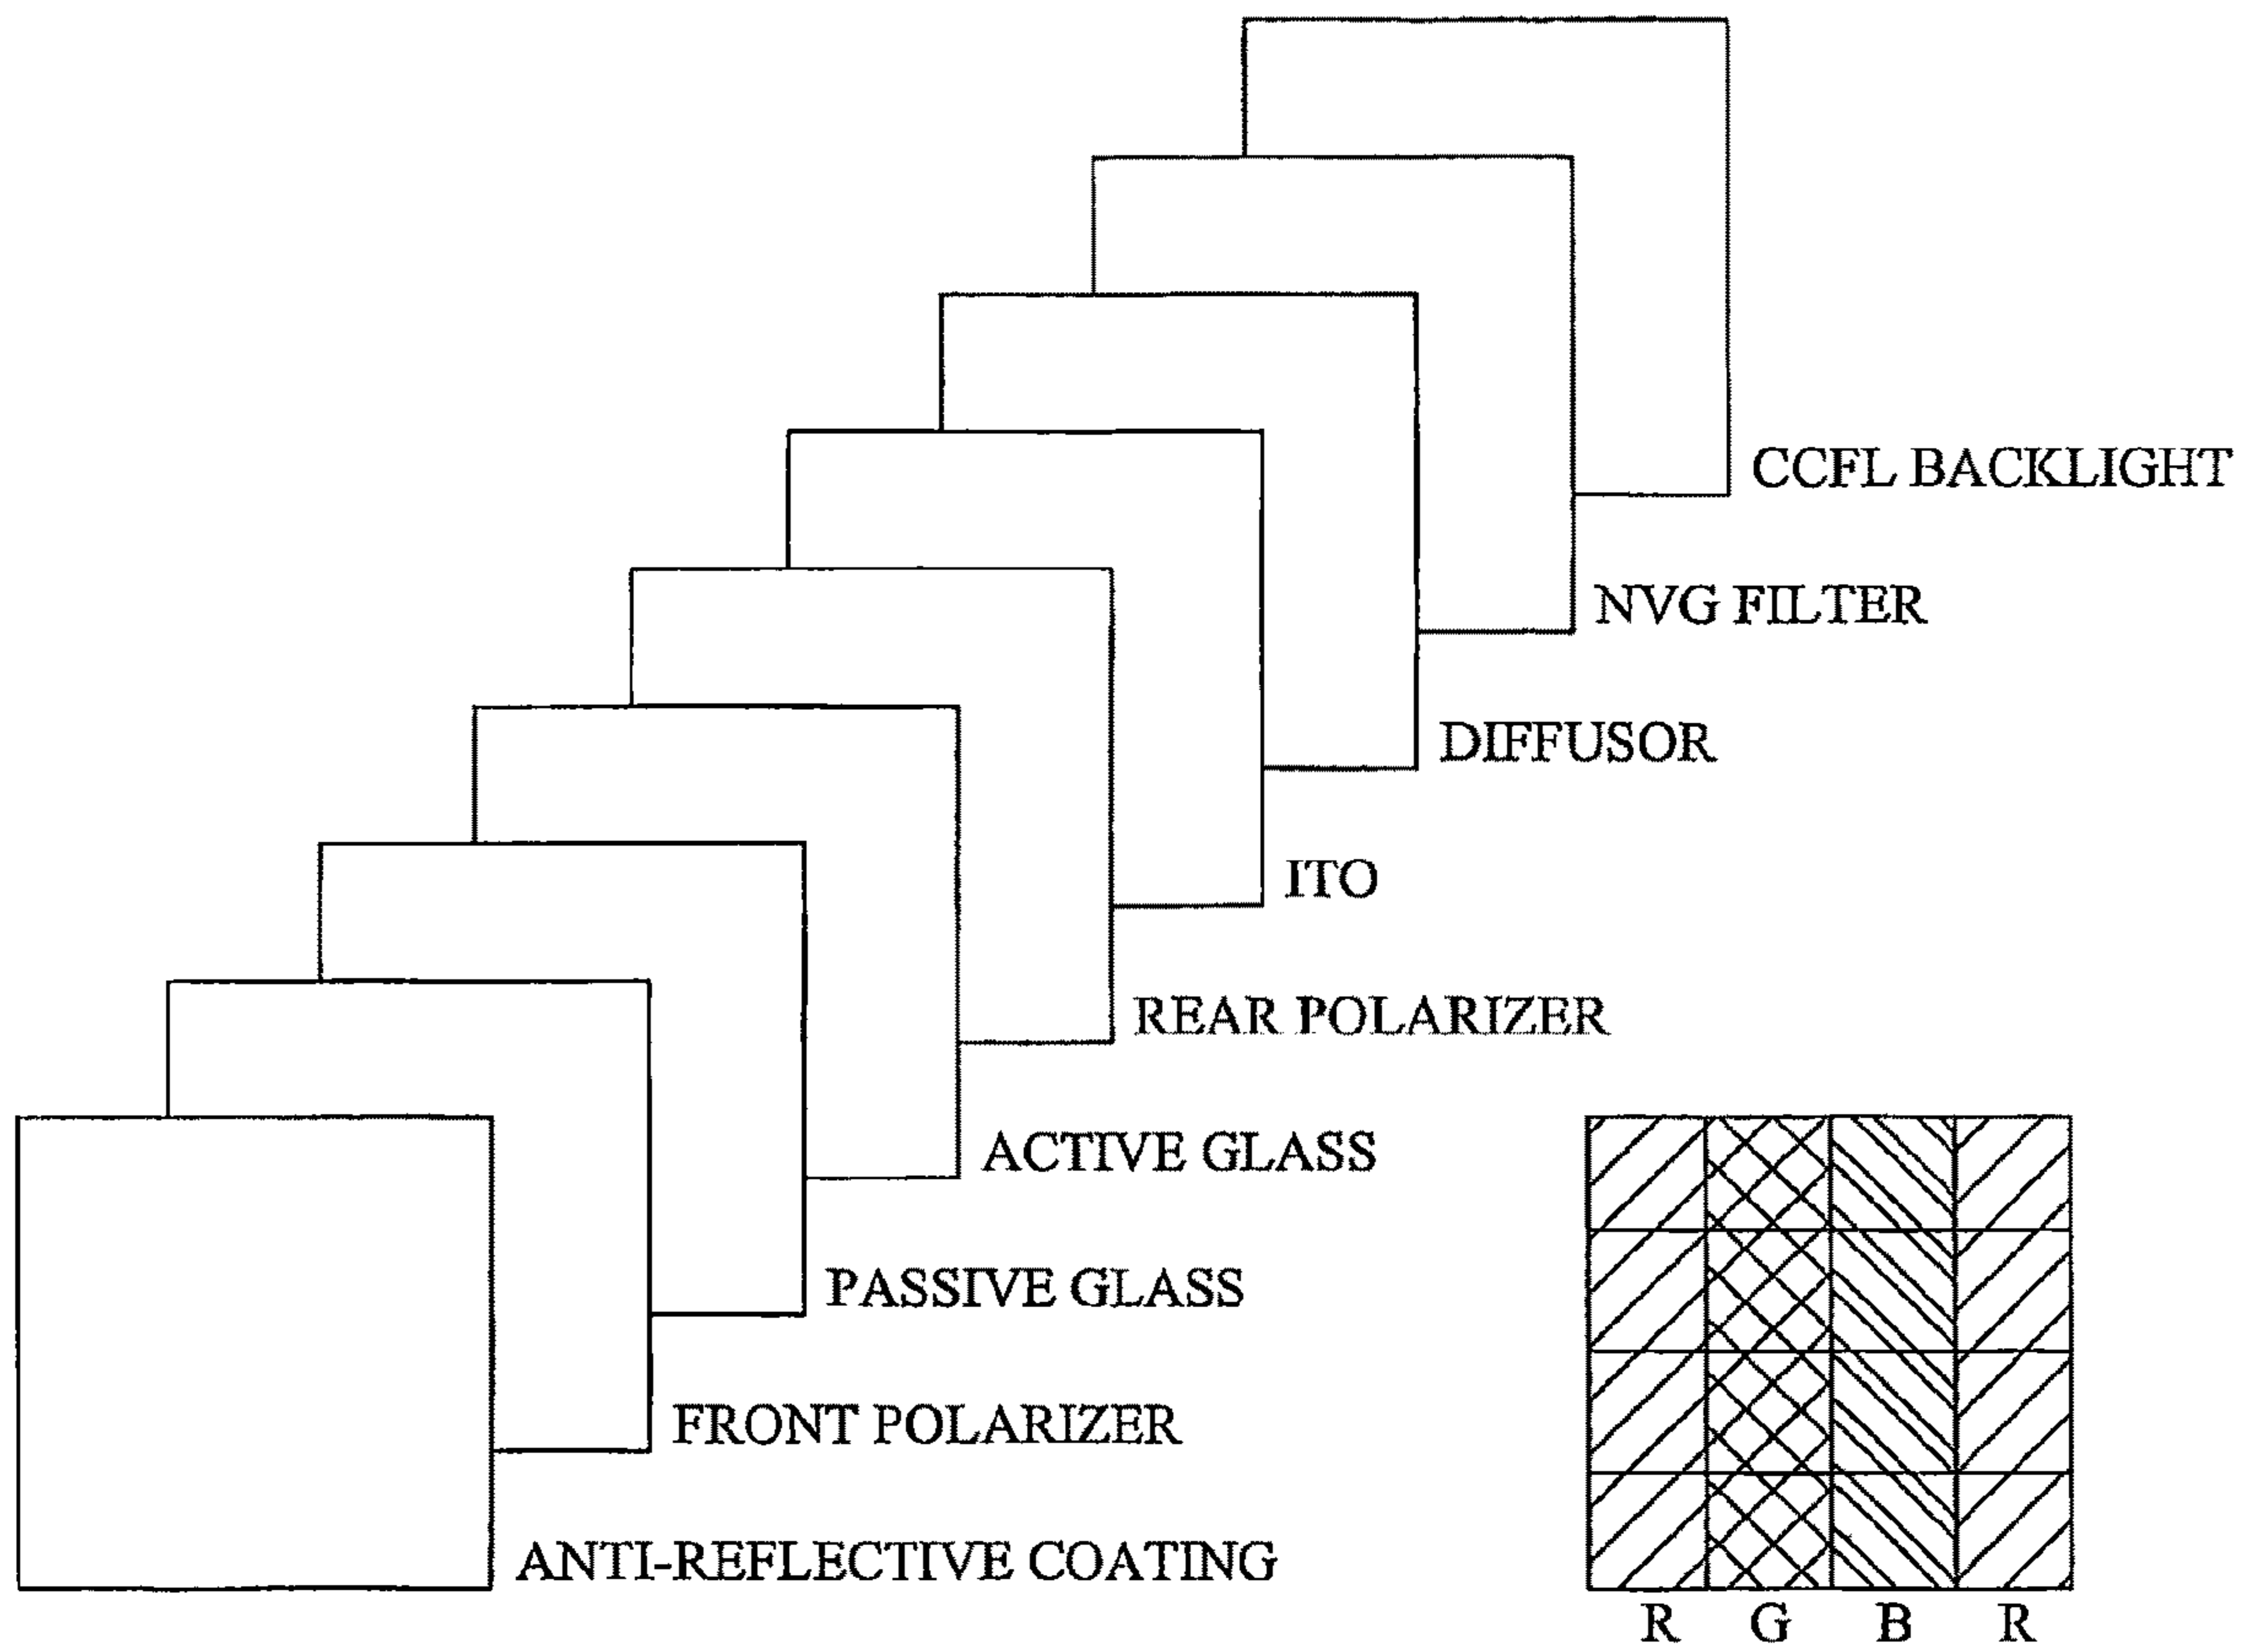 CCFL BACKLIGHT
NVG FILTER
DIFFUSOR
ITO
REAR POLARIZER
ACTIVE GLASS
PASSIVE GLASS
FRONT POLARIZER
ANTI-REFLECTIVE COATING
R G B R